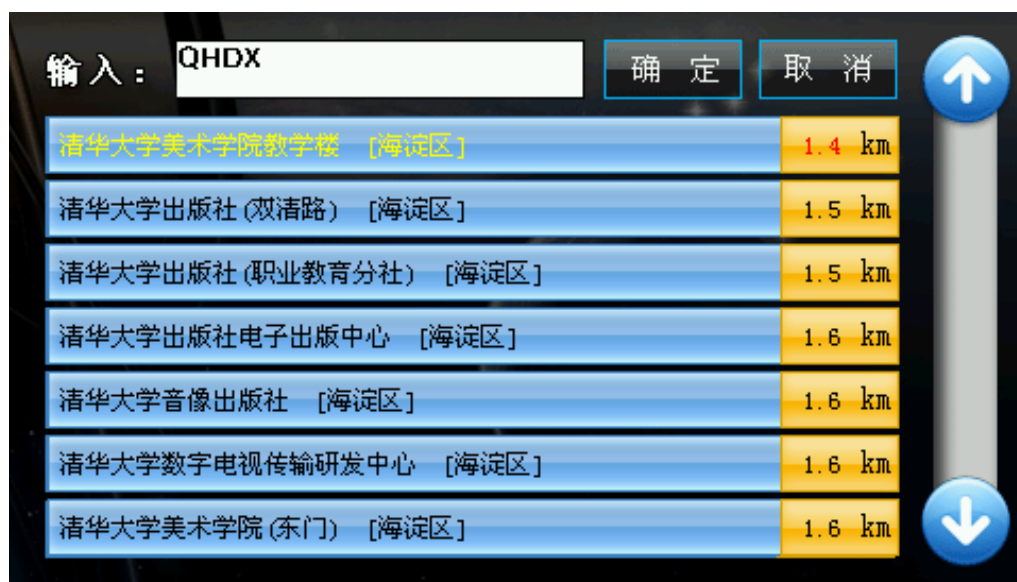 输入： QHDX 确 定 取 消
清华大学美术学院教学楼 [海淀区] 1.4 km
清华大学出版社(双清路) [海淀区] 1.5 km
清华大学出版社(职业教育分社) [海淀区] 1.5 km
清华大学出版社电子出版中心 [海淀区] 1.6 km
清华大学音像出版社 [海淀区] 1.6 km
清华大学数字电视传输研发中心 [海淀区] 1.6 km
清华大学美术学院(东门) [海淀区] 1.6 km